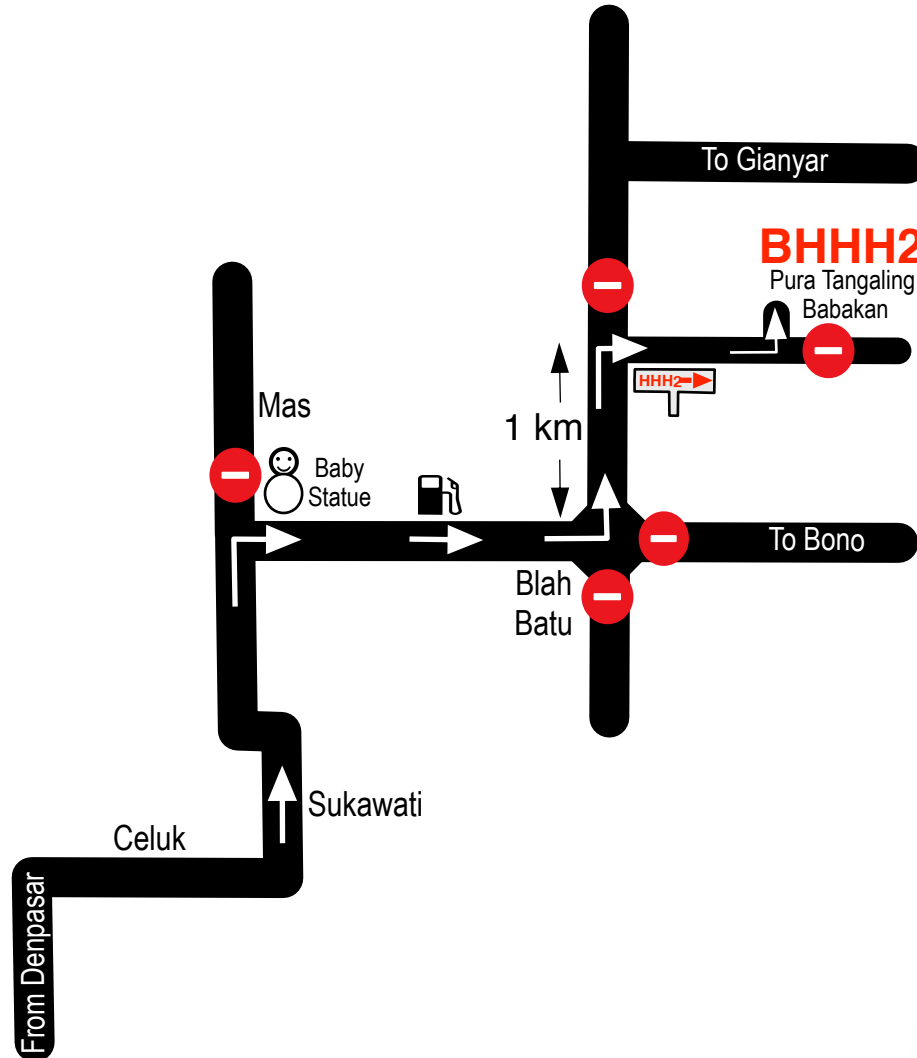 To Gianyar
BHHH2
Pura Tangaling
Babakan
HHH2
Mas
1 km
Baby
Statue
To Bono
Blah
Batu
Sukawati
Celuk
From Denpasar